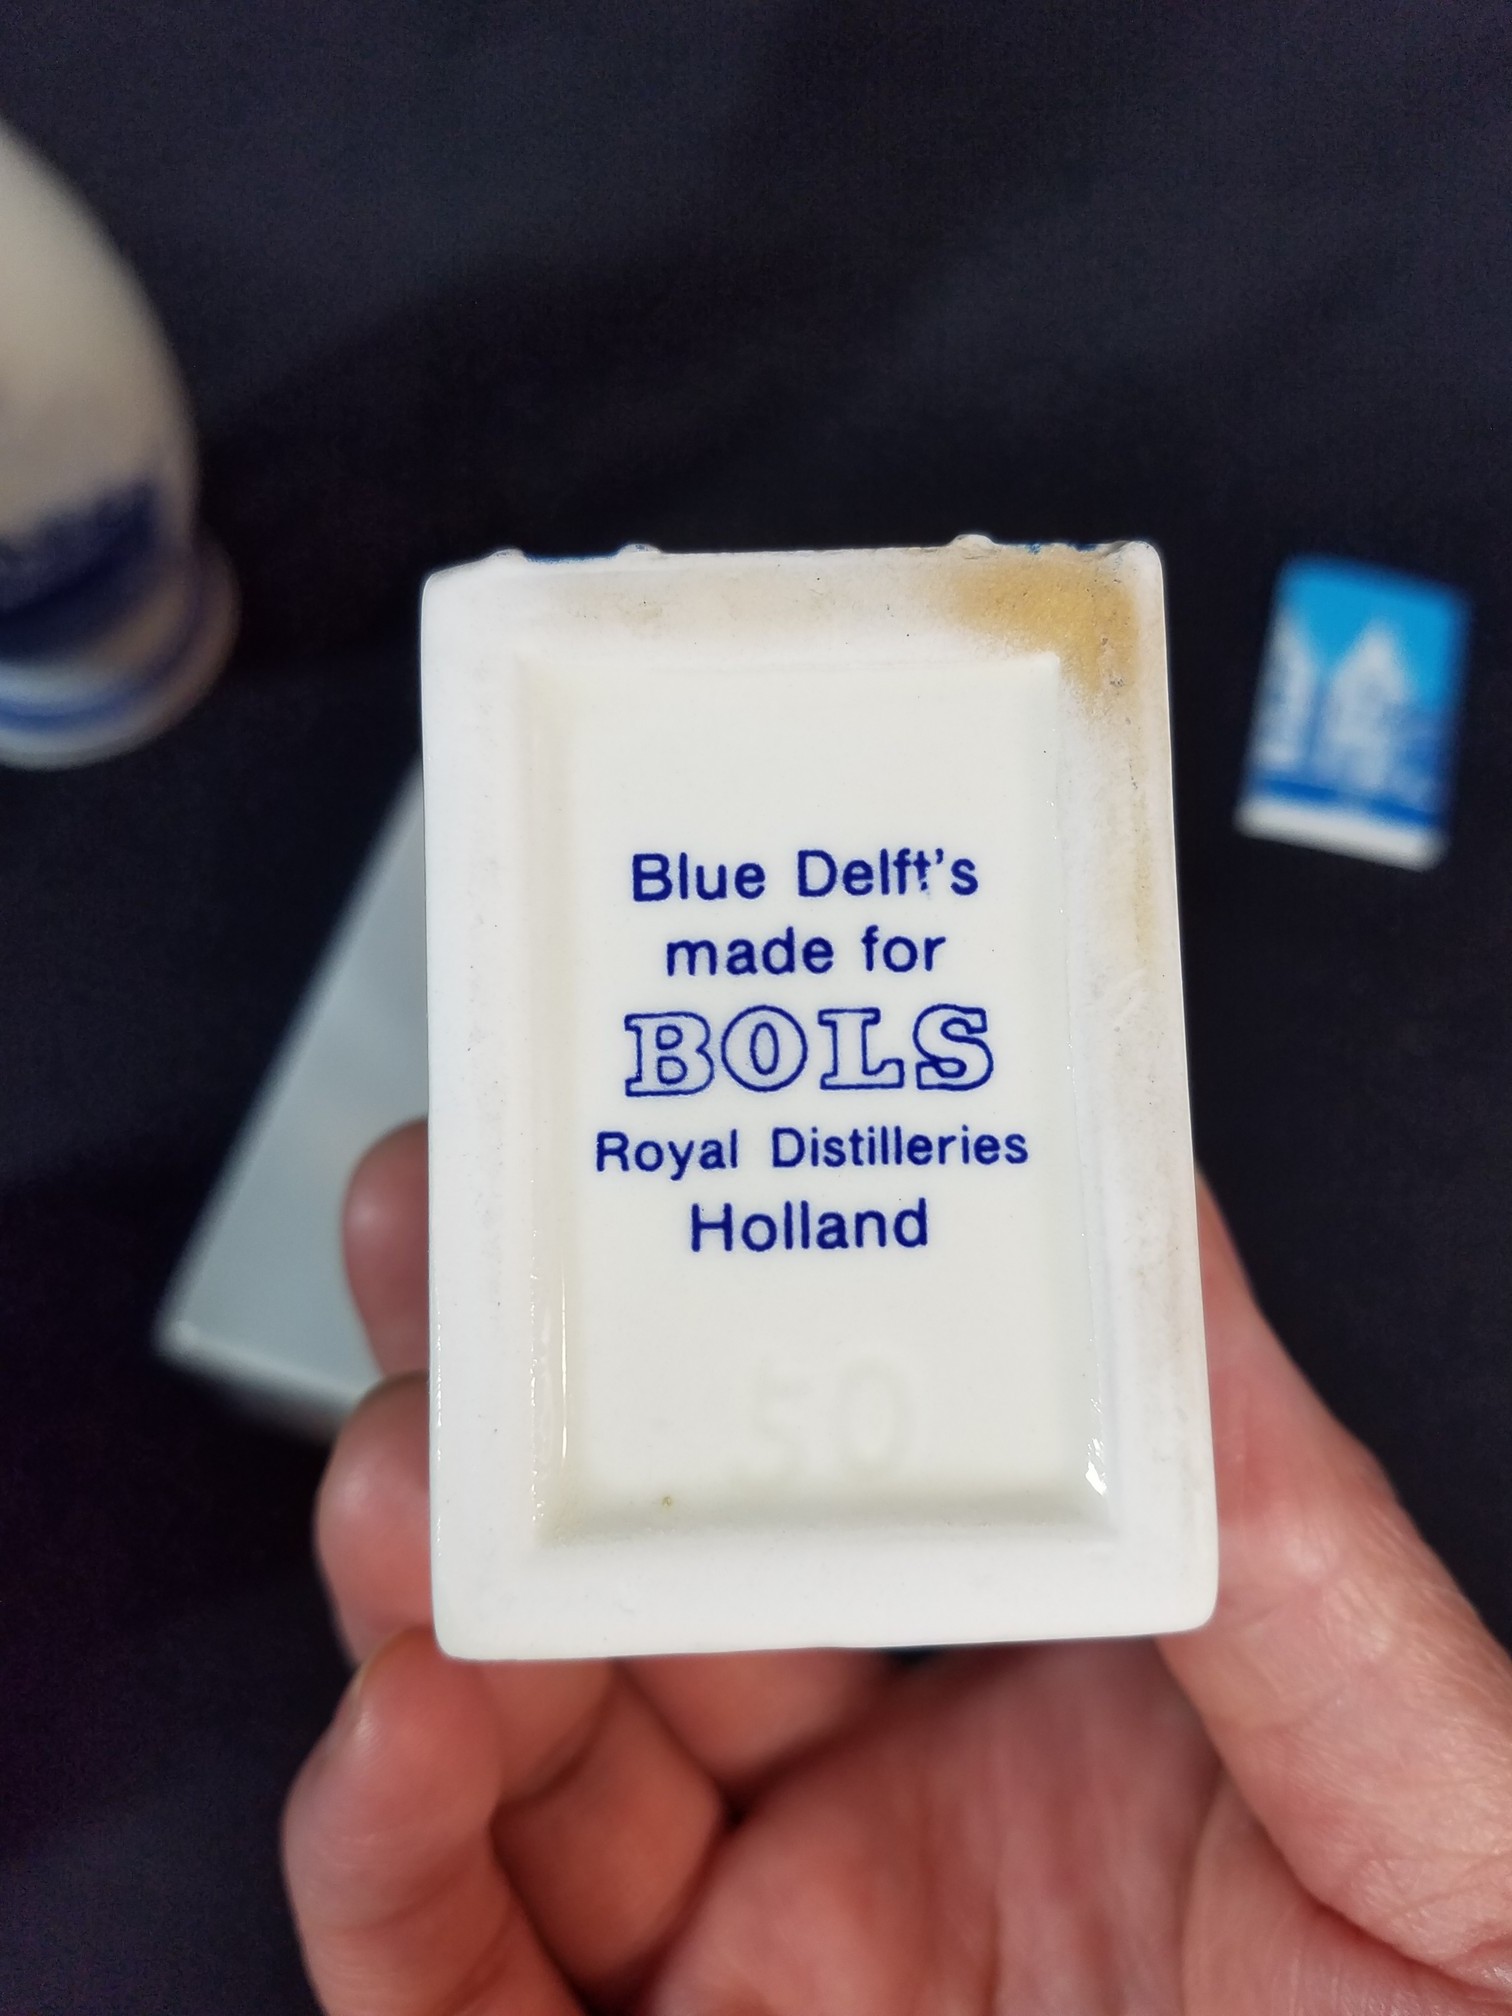 Blue Delft's
made for
BOLS
Royal Distilleries
Holland
50